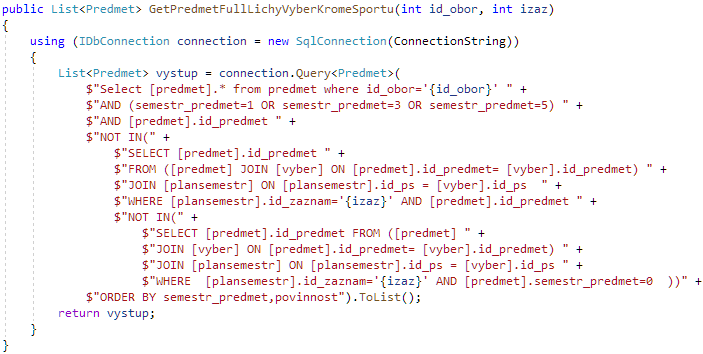 public List<Predmet> GetPredmetFullLichyVyberKromeSportu(int id_obor, int izaz)
{
    using (IDbConnection connection = new SqlConnection(ConnectionString))
    {
        List<Predmet> vystup = connection.Query<Predmet>(
            $"Select [predmet].* from predmet where id_obor='{id_obor}' " +
            $"AND (semestr_predmet=1 OR semestr_predmet=3 OR semestr_predmet=5) " +
            $"AND [predmet].id_predmet " +
            $"NOT IN(" +
                $"SELECT [predmet].id_predmet " +
                $"FROM ([predmet] JOIN [vyber] ON [predmet].id_predmet= [vyber].id_predmet) " +
                $"JOIN [plansemestr] ON [plansemestr].id_ps = [vyber].id_ps  " +
                $"WHERE [plansemestr].id_zaznam='{izaz}' AND [predmet].id_predmet " +
                $"NOT IN(" +
                    $"SELECT [predmet].id_predmet FROM ([predmet] " +
                    $"JOIN [vyber] ON [predmet].id_predmet= [vyber].id_predmet) " +
                    $"JOIN [plansemestr] ON [plansemestr].id_ps = [vyber].id_ps " +
                    $"WHERE  [plansemestr].id_zaznam='{izaz}' AND [predmet].semestr_predmet=0  ))" +
            $"ORDER BY semestr_predmet,povinnost").ToList();
        return vystup;
    }
}